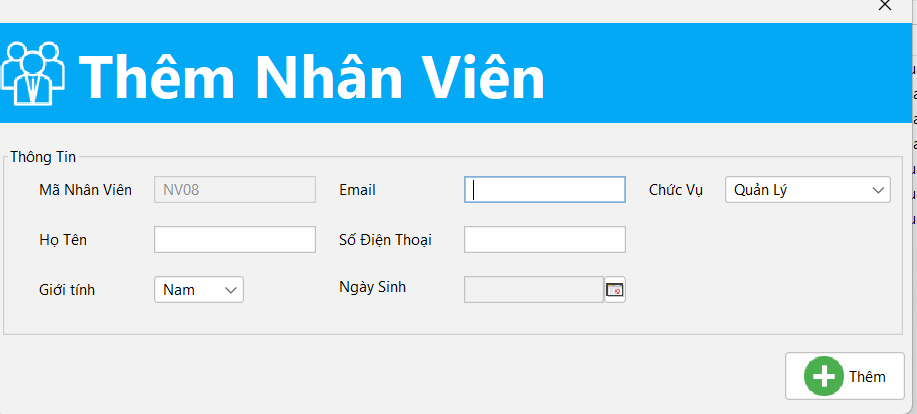 Thêm Nhân Viên
Thông Tin
Mã Nhân Viên NV08 Email Chức Vụ Quản Lý
Họ Tên Số Điện Thoại
Giới tính Nam Ngày Sinh
Thêm